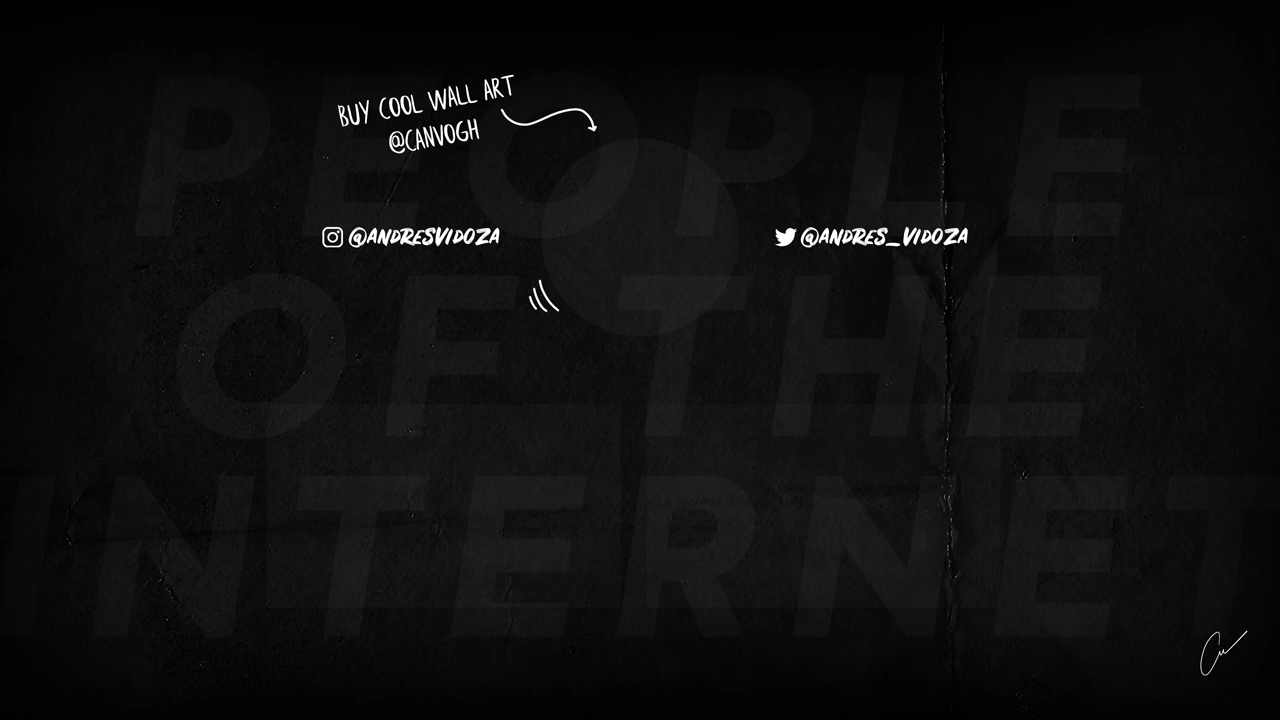 BUY COOL WALL ART
@CANVOGH
@ANDRESVIDOZA
@ANDRES_VIDOZA
PEOPLE
OF THE
INTERNET